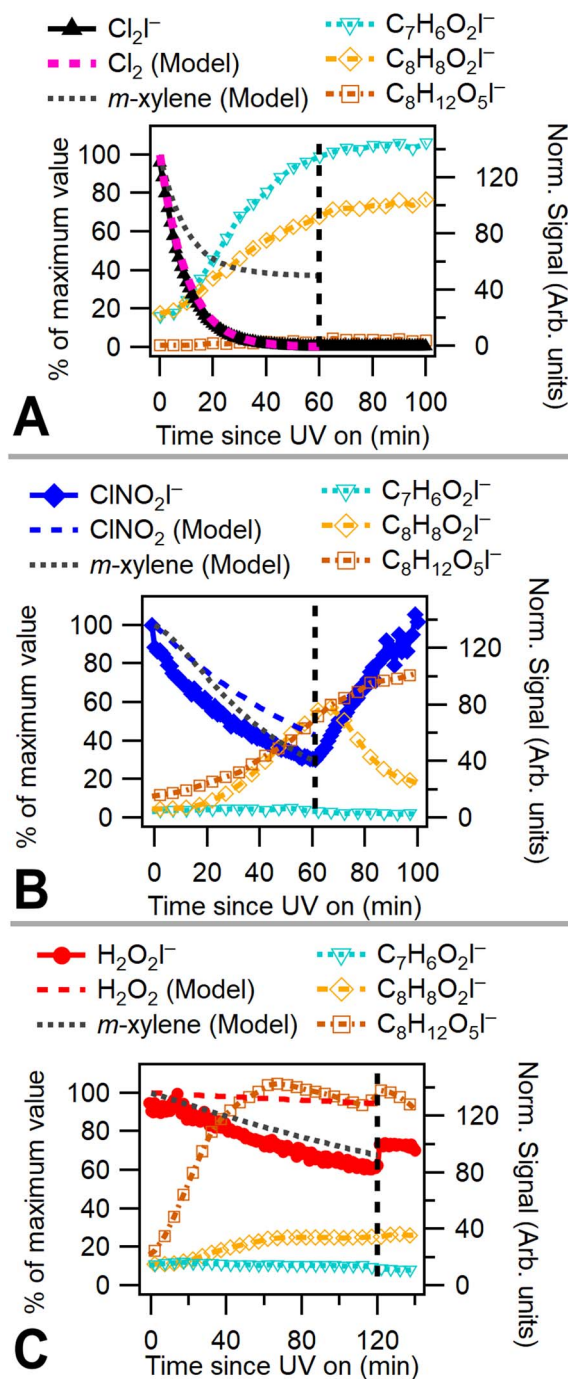 Cl₂I⁻ C₇H₆O₂I⁻
Cl₂ (Model) C₈H₈O₂I⁻
m-xylene (Model) C₈H₁₂O₅I⁻
% of maximum value
100
80
60
40
20
0
Norm. Signal (Arb. units)
120
80
40
0
0 20 40 60 80 100
Time since UV on (min)
A
ClNO₂I⁻ C₇H₆O₂I⁻
ClNO₂ (Model) C₈H₈O₂I⁻
m-xylene (Model) C₈H₁₂O₅I⁻
% of maximum value
100
80
60
40
20
0
Norm. Signal (Arb. units)
120
80
40
0
0 20 40 60 80 100
Time since UV on (min)
B
H₂O₂I⁻ C₇H₆O₂I⁻
H₂O₂ (Model) C₈H₈O₂I⁻
m-xylene (Model) C₈H₁₂O₅I⁻
% of maximum value
100
80
60
40
20
0
Norm. Signal (Arb. units)
120
80
40
0
0 40 80 120
Time since UV on (min)
C